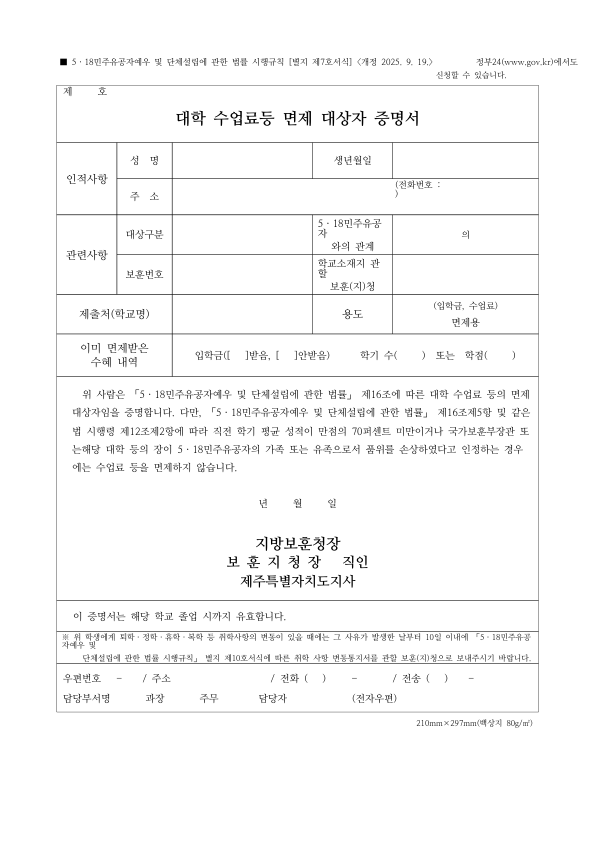 ■ 5ㆍ18민주유공자예우 및 단체설립에 관한 법률 시행규칙 [별지 제7호서식] <개정 2025. 9. 19.>
정부24(www.gov.kr)에서도
신청할 수 있습니다.
제 호
대학 수업료등 면제 대상자 증명서
인적사항
성 명
생년월일
주 소
(전화번호 :
)
관련사항
대상구분
5ㆍ18민주유공
자
와의 관계
의
보훈번호
학교소재지 관
할
보훈(지)청
제출처(학교명)
용도
(입학금, 수업료)
면제용
이미 면제받은
수혜 내역
입학금([ ]받음, [ ]안받음) 학기 수( ) 또는 학점( )
위 사람은 「5ㆍ18민주유공자예우 및 단체설립에 관한 법률」 제16조에 따른 대학 수업료 등의 면제
대상자임을 증명합니다. 다만, 「5ㆍ18민주유공자예우 및 단체설립에 관한 법률」 제16조제5항 및 같은
법 시행령 제12조제2항에 따라 직전 학기 평균 성적이 만점의 70퍼센트 미만이거나 국가보훈부장관 또
는해당 대학 등의 장이 5ㆍ18민주유공자의 가족 또는 유족으로서 품위를 손상하였다고 인정하는 경우
에는 수업료 등을 면제하지 않습니다.
년 월 일
지방보훈청장
보 훈 지 청 장 직인
제주특별자치도지사
이 증명서는 해당 학교 졸업 시까지 유효합니다.
※ 위 학생에게 퇴학ㆍ정학ㆍ휴학ㆍ복학 등 취학사항의 변동이 있을 때에는 그 사유가 발생한 날부터 10일 이내에 「5ㆍ18민주유공
자예우 및
단체설립에 관한 법률 시행규칙」 별지 제10호서식에 따른 취학 사항 변동통지서를 관할 보훈(지)청으로 보내주시기 바랍니다.
우편번호 - / 주소 / 전화 ( ) - / 전송 ( ) -
담당부서명 과장 주무 담당자 (전자우편)
210mm×297mm(백상지 80g/㎡)